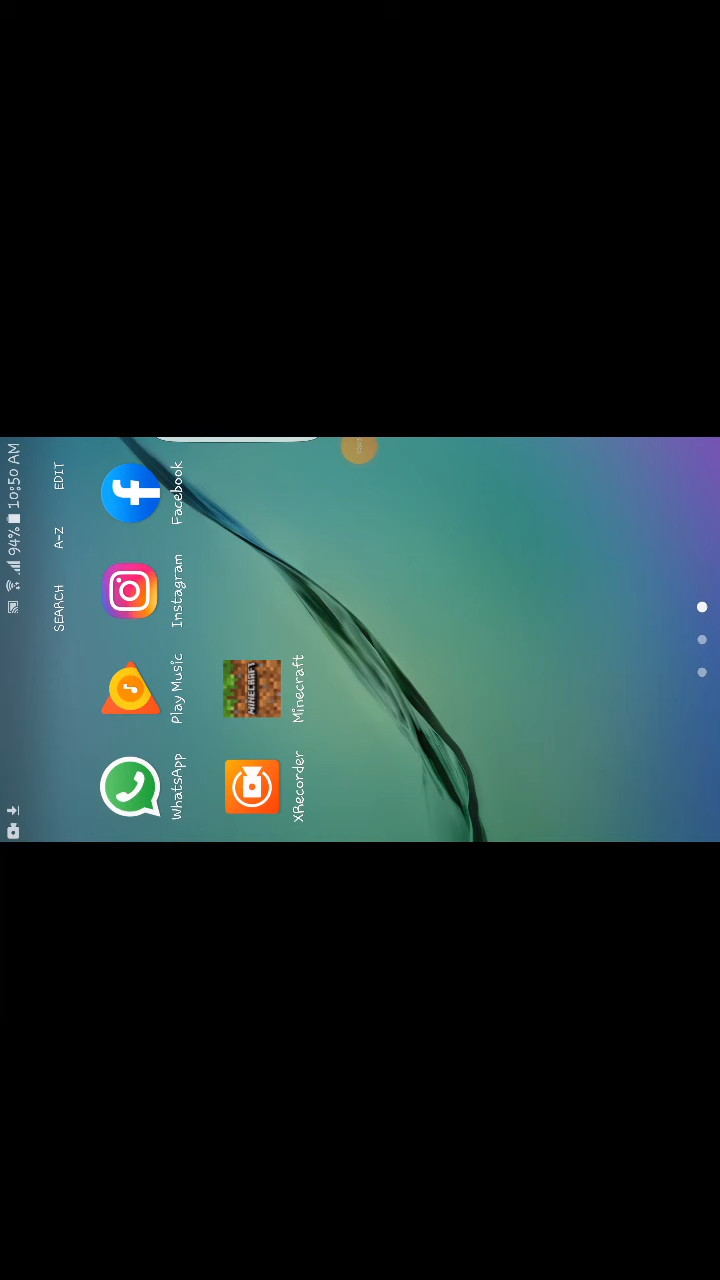 94% 10:50 AM
SEARCH A-Z EDIT
WhatsApp Play Music Instagram Facebook
MINECRAFT
XRecorder Minecraft